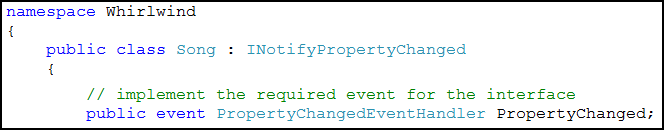 namespace Whirlwind
{
    public class Song : INotifyPropertyChanged
    {
        // implement the required event for the interface
        public event PropertyChangedEventHandler PropertyChanged;